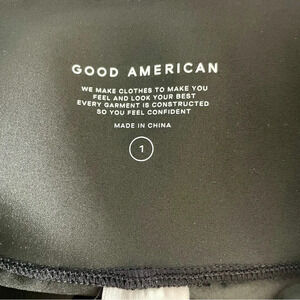 GOOD AMERICAN
WE MAKE CLOTHES TO MAKE YOU
FEEL AND LOOK YOUR BEST
EVERY GARMENT IS CONSTRUCTED
SO YOU FEEL CONFIDENT
MADE IN CHINA
1